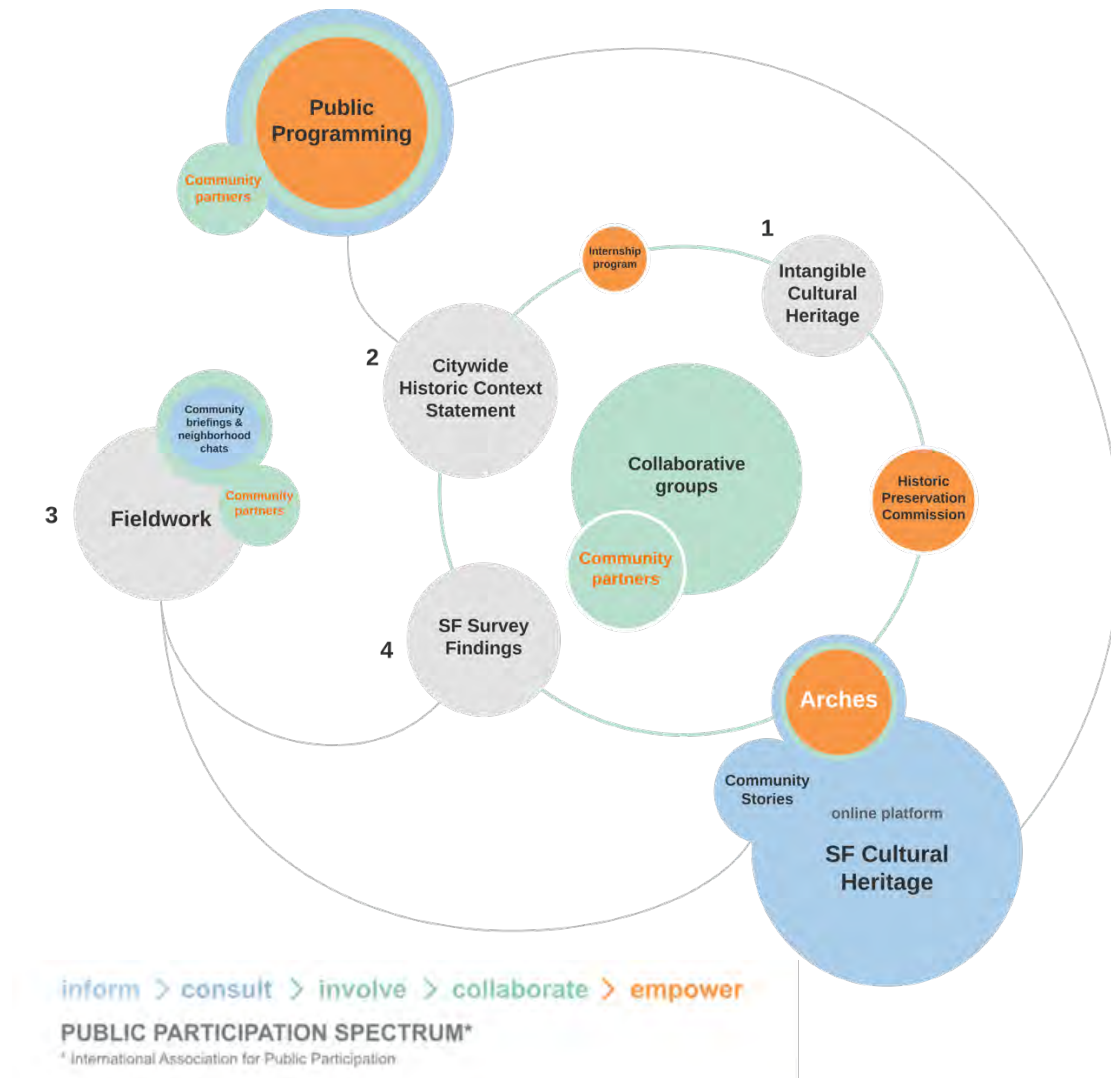 Public
Programming
Community
partners
1
Internship
program
Intangible
Cultural
Heritage
2
Citywide
Historic Context
Statement
Community
briefings &
neighborhood
chats
Community
partners
3
Fieldwork
Collaborative
groups
Community
partners
Historic
Preservation
Commission
4
SF Survey
Findings
Arches
Community
Stories
online platform
SF Cultural
Heritage
inform > consult > involve > collaborate > empower
PUBLIC PARTICIPATION SPECTRUM*
* International Association for Public Participation